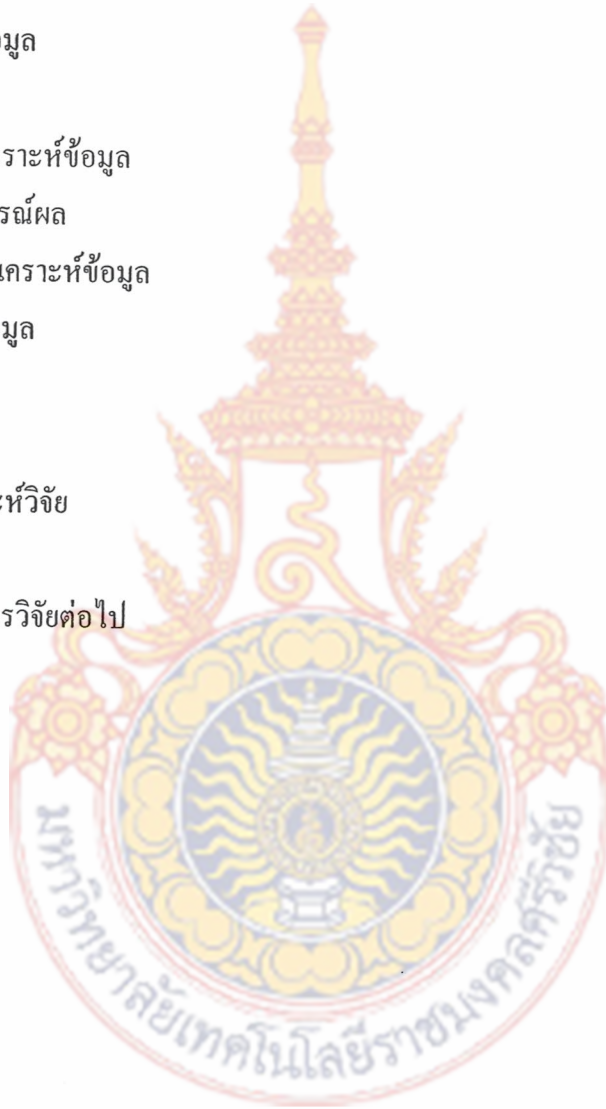 อมูล
คราะห์ข้อมูล
รณ์ผล
เคราะห์ข้อมูล
มูล
ะห์วิจัย
รวิจัยต่อไป
มหาวิทยาลัยเทคโนโลยีราชมงคลศรีวิชัย